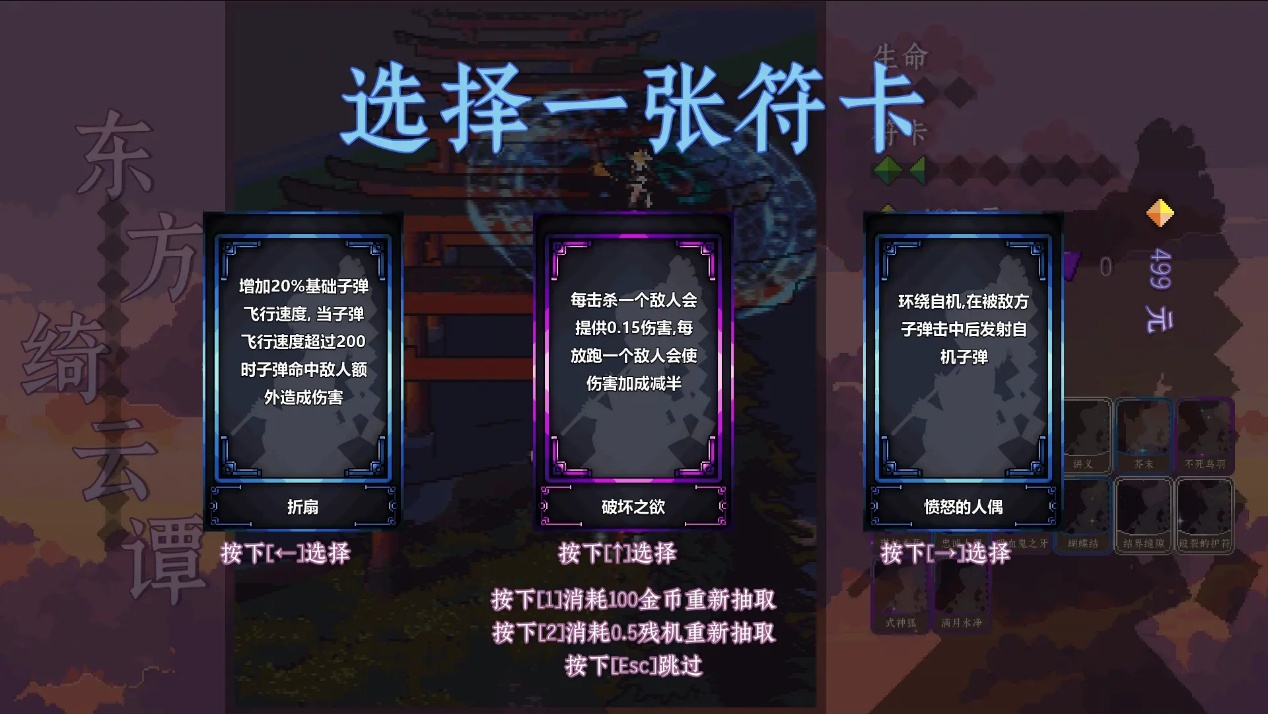 选择一张符卡
东方绮云谭
生命
符卡
0
499 元
增加20%基础子弹
飞行速度, 当子弹
飞行速度超过200
时子弹命中敌人额
外造成伤害
折扇
按下[←]选择
每击杀一个敌人会
提供0.15伤害,每
放跑一个敌人会使
伤害加成减半
破坏之欲
按下[↑]选择
环绕自机,在被敌方
子弹击中后发射自
机子弹
愤怒的人偶
按下[→]选择
按下[1]消耗100金币重新抽取
按下[2]消耗0.5残机重新抽取
按下[Esc]跳过
讲义
芥末
不死鸟羽
血鬼之牙
蝴蝶结
结界缝隙
破裂的护符
式神狐
满月水净